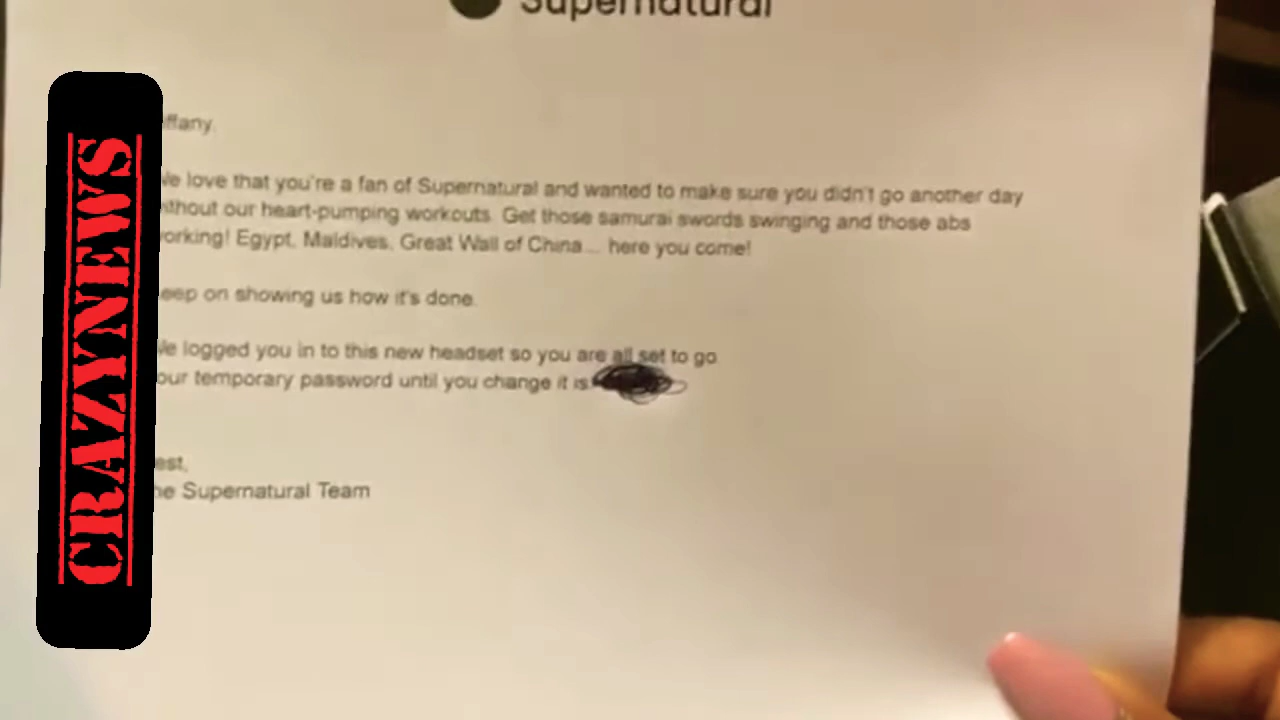 Supernatural
CRAZYNEWS
ffany,
We love that you're a fan of Supernatural and wanted to make sure you didn't go another day
ithout our heart-pumping workouts. Get those samurai swords swinging and those abs
orking! Egypt, Maldives, Great Wall of China... here you come!
eep on showing us how it's done.
We logged you in to this new headset so you are all set to go
our temporary password until you change it is
est,
he Supernatural Team